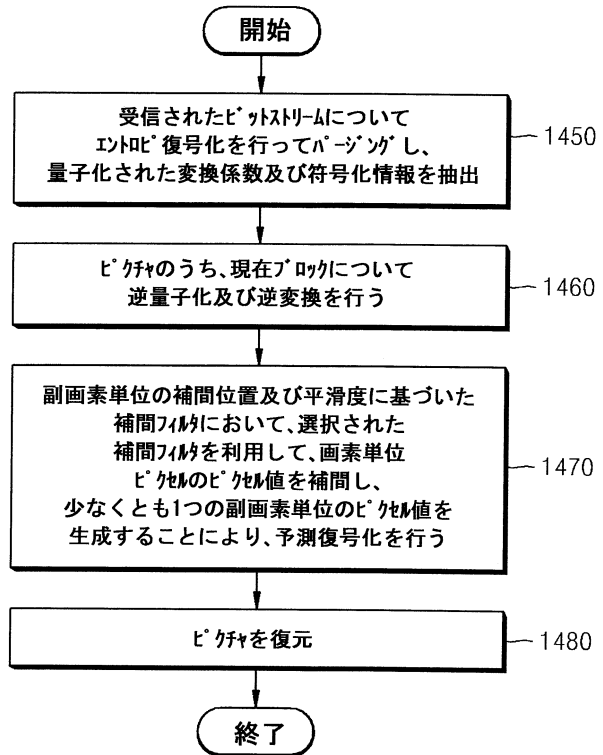 開始
受信されたﾋﾞｯﾄｽﾄﾘｰﾑについて
ｴﾝﾄﾛﾋﾟ復号化を行ってﾊﾟｰｼﾞﾝｸﾞし、
量子化された変換係数及び符号化情報を抽出
1450
ﾋﾟｸﾁｬのうち、現在ﾌﾞﾛｯｸについて
逆量子化及び逆変換を行う
1460
副画素単位の補間位置及び平滑度に基づいた
補間ﾌｨﾙﾀにおいて、選択された
補間ﾌｨﾙﾀを利用して、画素単位
ﾋﾟｸｾﾙのﾋﾟｸｾﾙ値を補間し、
少なくとも1つの副画素単位のﾋﾟｸｾﾙ値を
生成することにより、予測復号化を行う
1470
ﾋﾟｸﾁｬを復元
1480
終了